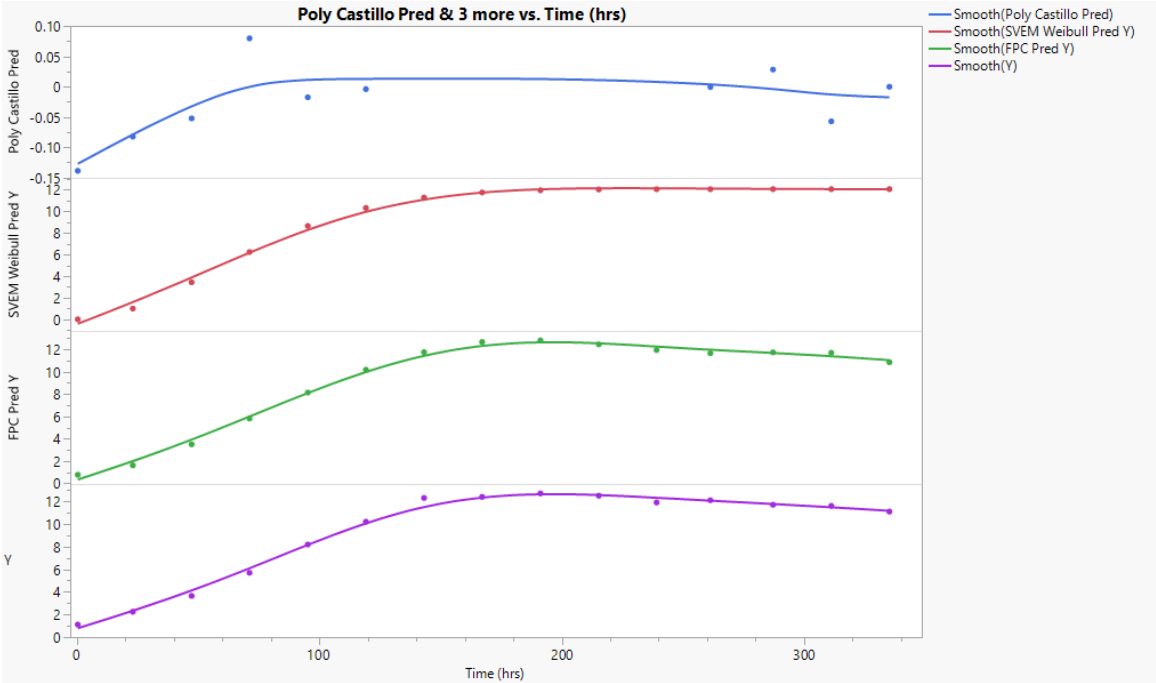 Poly Castillo Pred & 3 more vs. Time (hrs)
Smooth(Poly Castillo Pred)
Smooth(SVEM Weibull Pred Y)
Smooth(FPC Pred Y)
Smooth(Y)
Poly Castillo Pred
0.10
0.05
0
-0.05
-0.10
-0.15
SVEM Weibull Pred Y
12
10
8
6
4
2
0
FPC Pred Y
12
10
8
6
4
2
0
Y
12
10
8
6
4
2
0
0 100 200 300
Time (hrs)